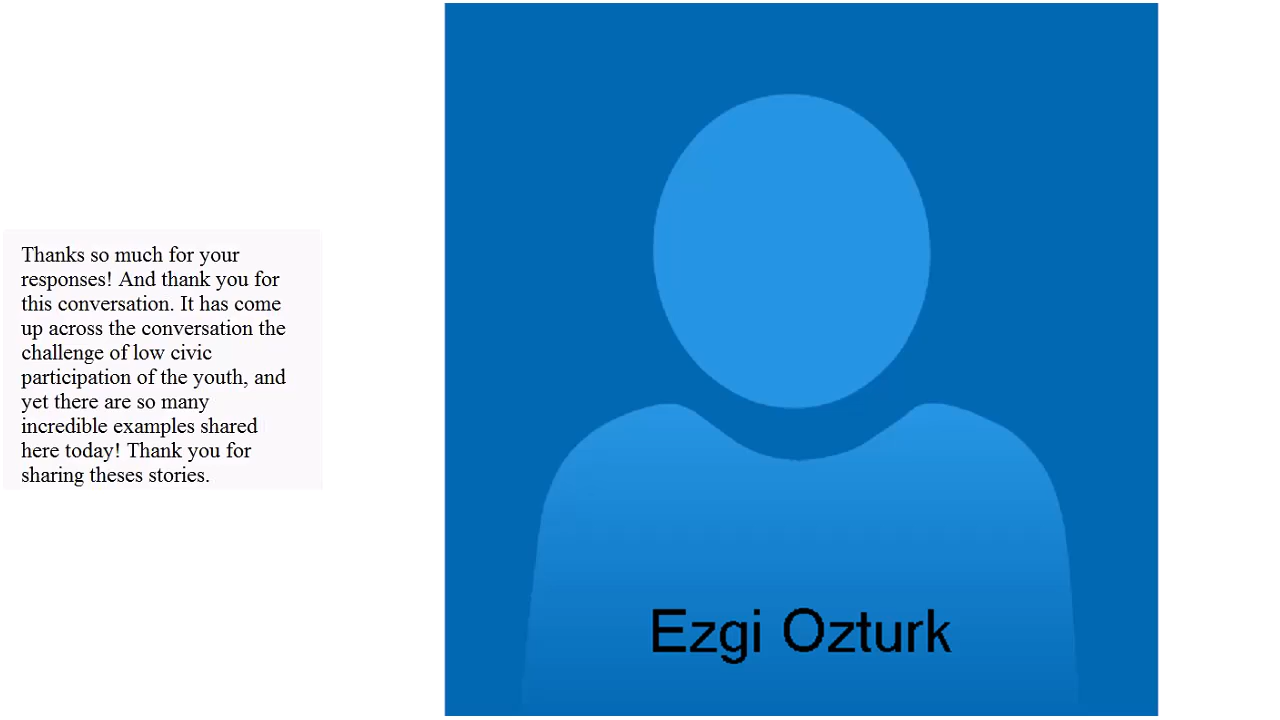 Thanks so much for your
responses! And thank you for
this conversation. It has come
up across the conversation the
challenge of low civic
participation of the youth, and
yet there are so many
incredible examples shared
here today! Thank you for
sharing theses stories.
Ezgi Ozturk